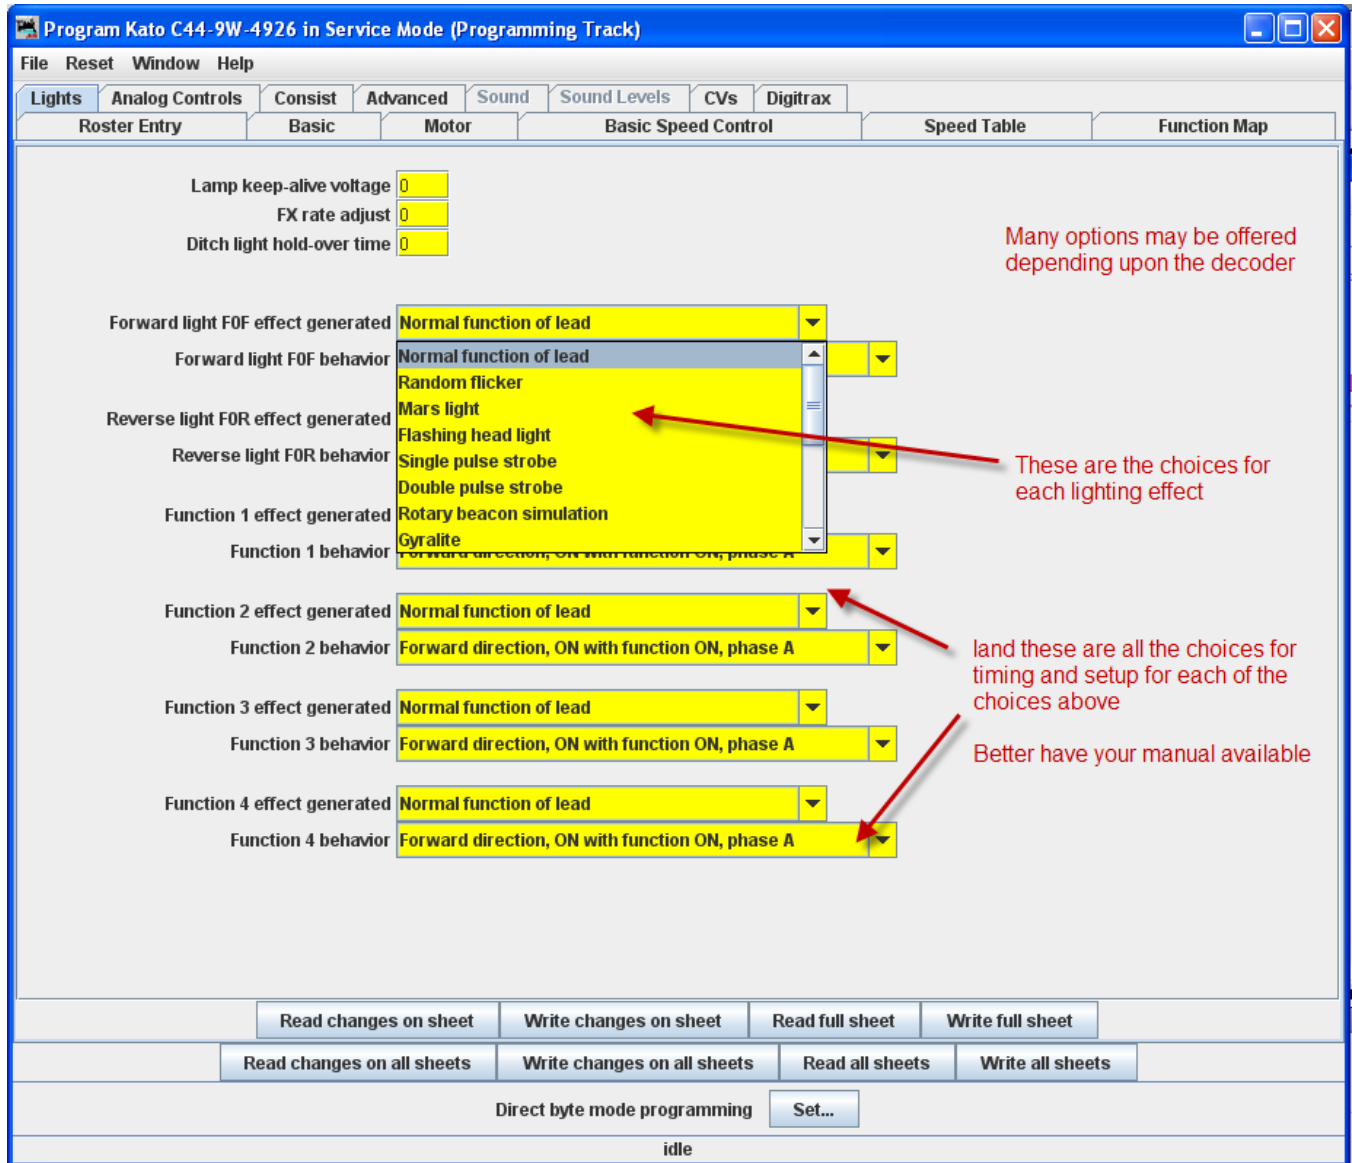 Program Kato C44-9W-4926 in Service Mode (Programming Track)
File Reset Window Help
Lights Analog Controls Consist Advanced Sound Sound Levels CVs Digitrax
Roster Entry Basic Motor Basic Speed Control Speed Table Function Map
Lamp keep-alive voltage 0
FX rate adjust 0
Ditch light hold-over time 0
Many options may be offered
depending upon the decoder
Forward light F0F effect generated Normal function of lead
Forward light F0F behavior
Normal function of lead
Random flicker
Mars light
Flashing head light
Single pulse strobe
Double pulse strobe
Rotary beacon simulation
Gyralite
Reverse light F0R effect generated
Reverse light F0R behavior
These are the choices for
each lighting effect
Function 1 effect generated
Function 1 behavior Forward direction, ON with function ON, phase A
Function 2 effect generated Normal function of lead
Function 2 behavior Forward direction, ON with function ON, phase A
land these are all the choices for
timing and setup for each of the
choices above
Better have your manual available
Function 3 effect generated Normal function of lead
Function 3 behavior Forward direction, ON with function ON, phase A
Function 4 effect generated Normal function of lead
Function 4 behavior Forward direction, ON with function ON, phase A
Read changes on sheet Write changes on sheet Read full sheet Write full sheet
Read changes on all sheets Write changes on all sheets Read all sheets Write all sheets
Direct byte mode programming Set...
idle